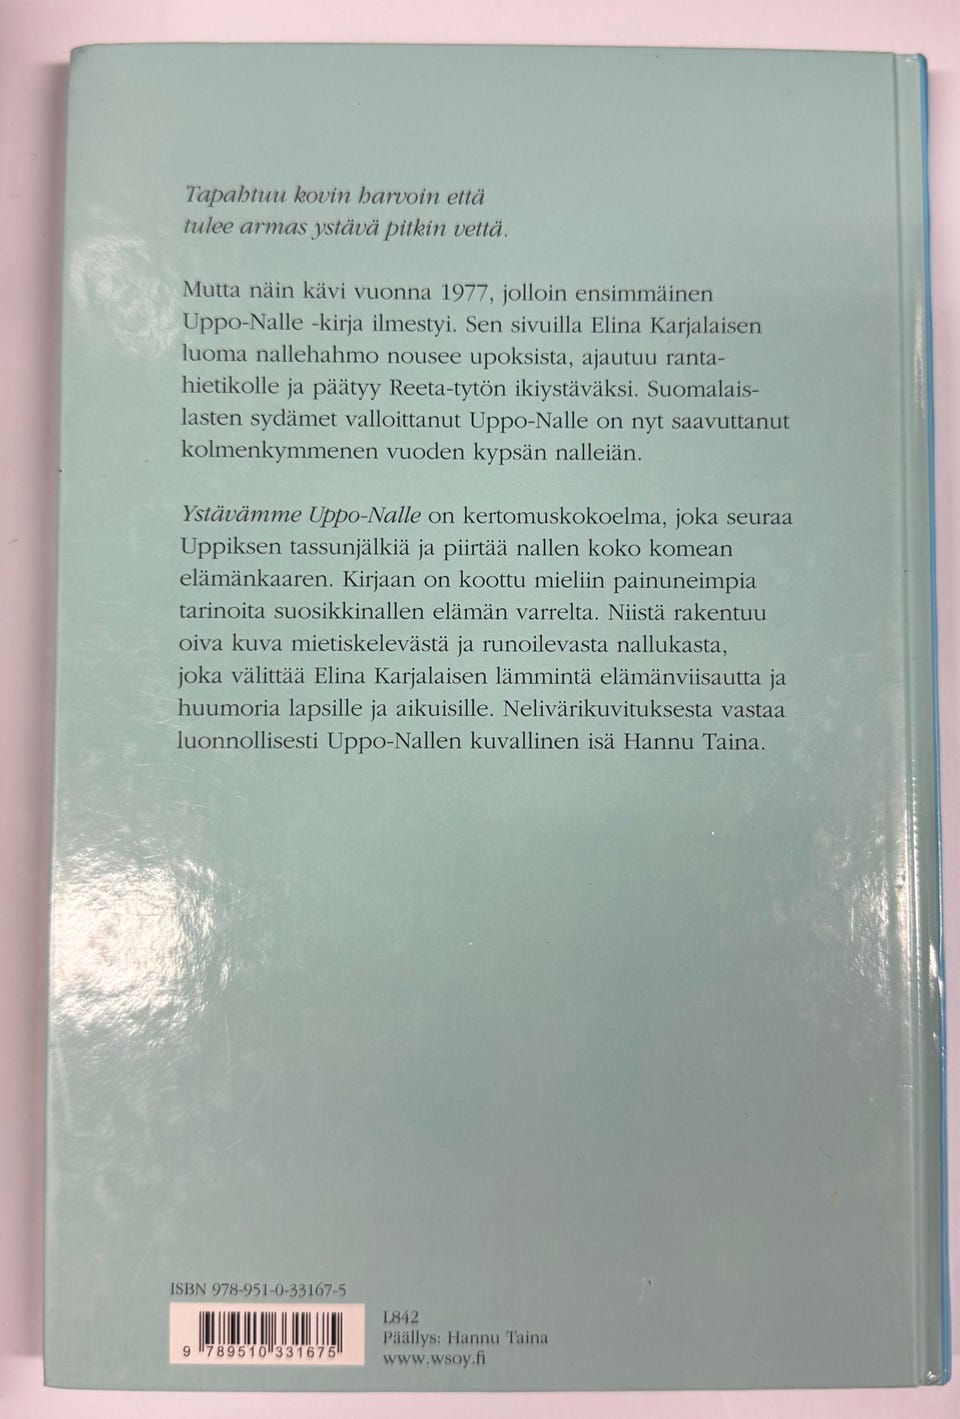 Tapahtuu kovin harvoin että
tulee armas ystävä pitkin vettä.
Mutta näin kävi vuonna 1977, jolloin ensimmäinen
Uppo-Nalle -kirja ilmestyi. Sen sivuilla Elina Karjalaisen
luoma nallehahmo nousee upoksista, ajautuu ranta-
hietikolle ja päätyy Reeta-tytön ikiystäväksi. Suomalais-
lasten sydämet valloittanut Uppo-Nalle on nyt saavuttanut
kolmenkymmenen vuoden kypsän nalleiän.
Ystävämme Uppo-Nalle on kertomuskokoelma, joka seuraa
Uppiksen tassunjälkiä ja piirtää nallen koko komean
elämänkaaren. Kirjaan on koottu mieliin painuneimpia
tarinoita suosikkinallen elämän varrelta. Niistä rakentuu
oiva kuva mietiskelevästä ja runoilevasta nallukasta,
joka välittää Elina Karjalaisen lämmintä elämänviisautta ja
huumoria lapsille ja aikuisille. Nelivärikuvituksesta vastaa
luonnollisesti Uppo-Nallen kuvallinen isä Hannu Taina.
ISBN 978-951-0-33167-5
9 789510 331675
L842
Päällys: Hannu Taina
www.wsoy.fi